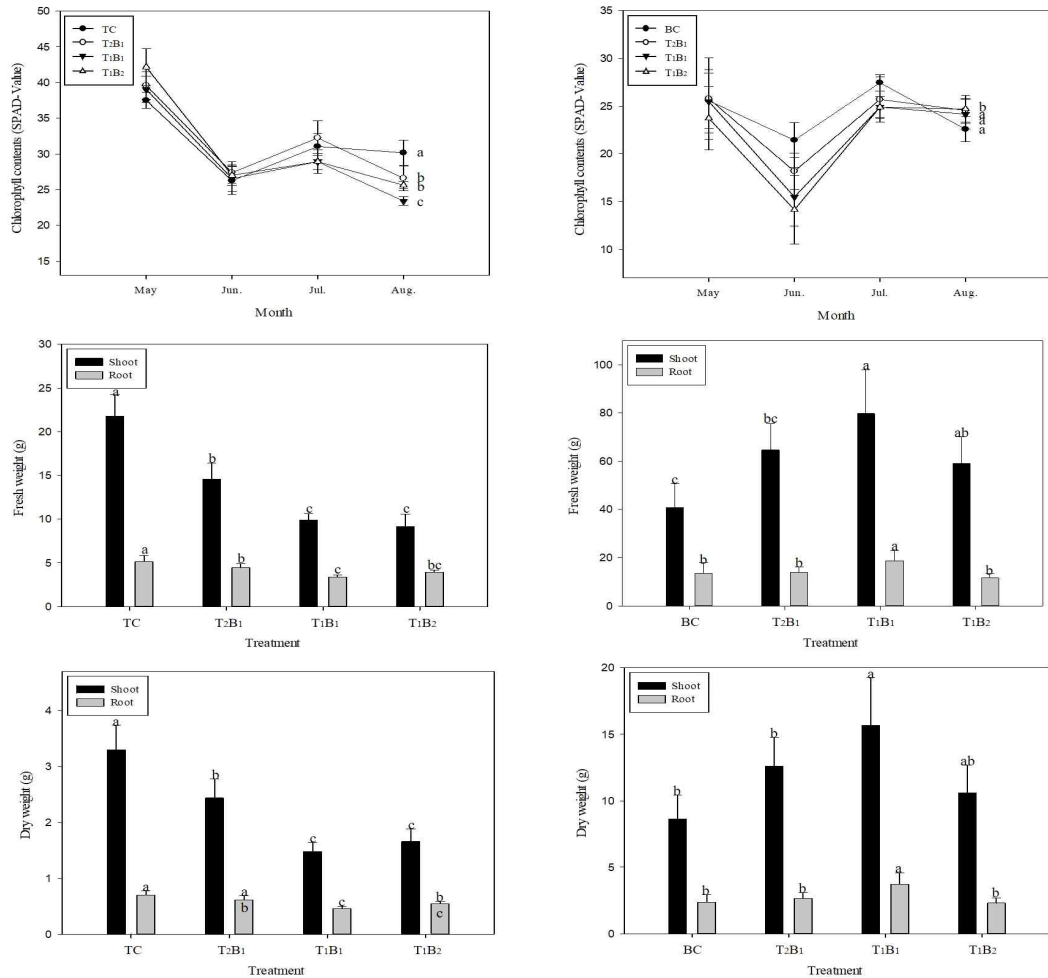 50
45
40
35
30
25
20
15
Chlorophyll contents (SPAD-Value)
TC
T2B1
T1B1
T1B2
a
b
b
c
May Jun. Jul. Aug.
Month
35
30
25
20
15
10
Chlorophyll contents (SPAD-Value)
BC
T2B1
T1B1
T1B2
b
a
a
a
May Jun. Jul. Aug.
Month
30
25
20
15
10
5
0
Fresh weight (g)
Shoot
Root
a
a
b
b
c
c
c
bc
TC T2B1 T1B1 T1B2
Treatment
100
80
60
40
20
0
Fresh weight (g)
Shoot
Root
c
b
bc
b
a
a
ab
b
BC T2B1 T1B1 T1B2
Treatment
4
3
2
1
0
Dry weight (g)
Shoot
Root
a
a
b
a
b
c
c
c
b
c
TC T2B1 T1B1 T1B2
Treatment
20
15
10
5
0
Dry weight (g)
Shoot
Root
b
b
b
b
a
a
ab
b
BC T2B1 T1B1 T1B2
Treatment